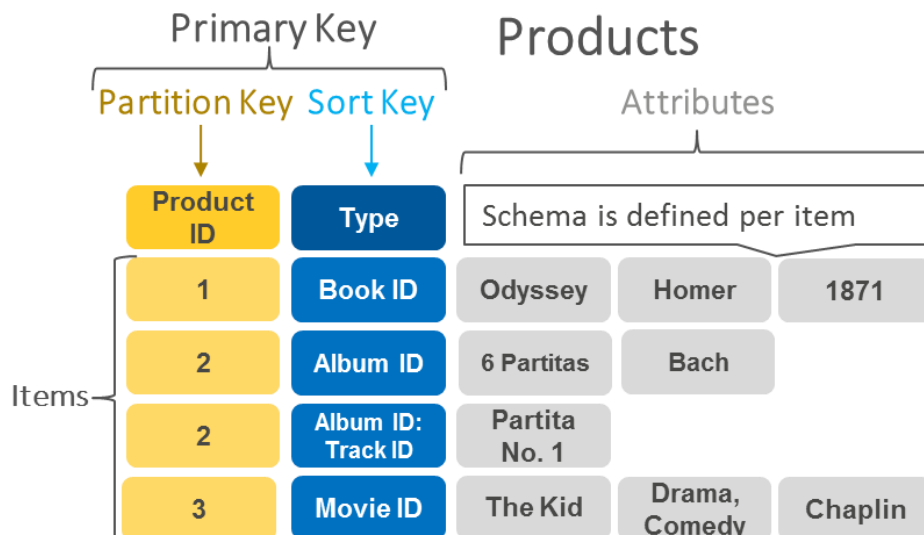 Primary Key
Products
Partition Key
Sort Key
Attributes
Product
ID
Type
Schema is defined per item
Items
1
Book ID
Odyssey
Homer
1871
2
Album ID
6 Partitas
Bach
2
Album ID:
Track ID
Partita
No. 1
3
Movie ID
The Kid
Drama,
Comedy
Chaplin